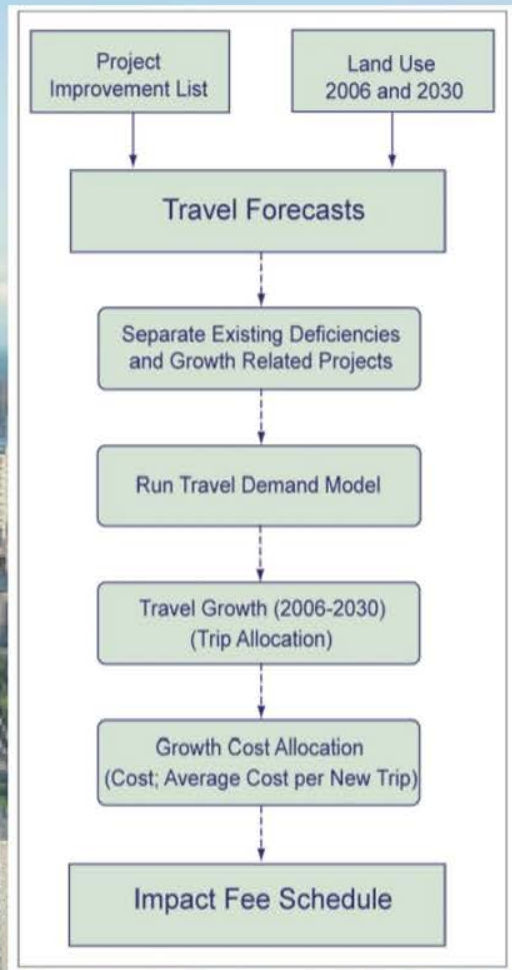 Project
Improvement List
Land Use
2006 and 2030
Travel Forecasts
Separate Existing Deficiencies
and Growth Related Projects
Run Travel Demand Model
Travel Growth (2006-2030)
(Trip Allocation)
Growth Cost Allocation
(Cost; Average Cost per New Trip)
Impact Fee Schedule